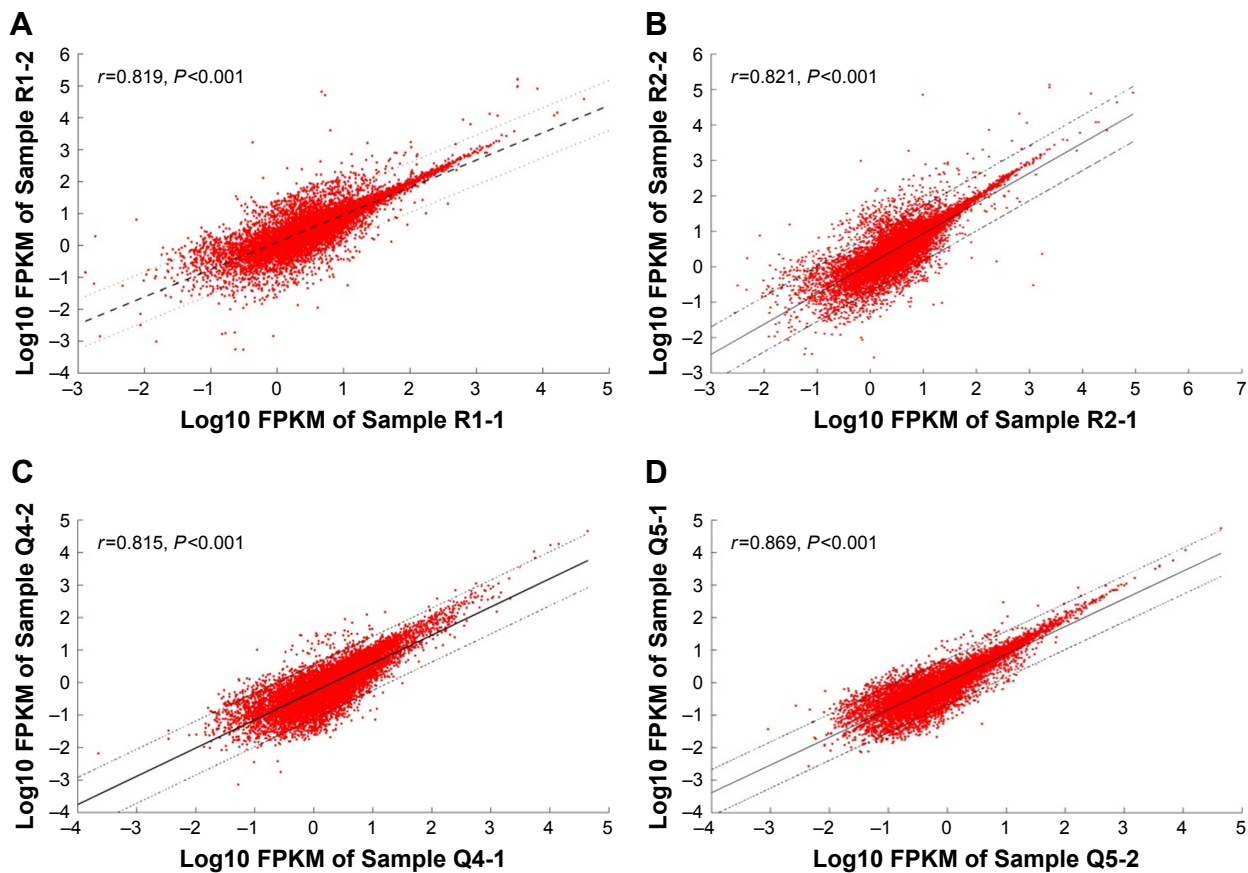 A
Log10 FPKM of Sample R1-2
6
5
4
3
2
1
0
–1
–2
–3
–4
r=0.819, P<0.001
–3 –2 –1 0 1 2 3 4 5
Log10 FPKM of Sample R1-1
B
Log10 FPKM of Sample R2-2
6
5
4
3
2
1
0
–1
–2
–3
r=0.821, P<0.001
–3 –2 –1 0 1 2 3 4 5 6 7
Log10 FPKM of Sample R2-1
C
Log10 FPKM of Sample Q4-2
5
4
3
2
1
0
–1
–2
–3
–4
r=0.815, P<0.001
–4 –3 –2 –1 0 1 2 3 4 5
Log10 FPKM of Sample Q4-1
D
Log10 FPKM of Sample Q5-1
5
4
3
2
1
0
–1
–2
–3
–4
r=0.869, P<0.001
–4 –3 –2 –1 0 1 2 3 4 5
Log10 FPKM of Sample Q5-2